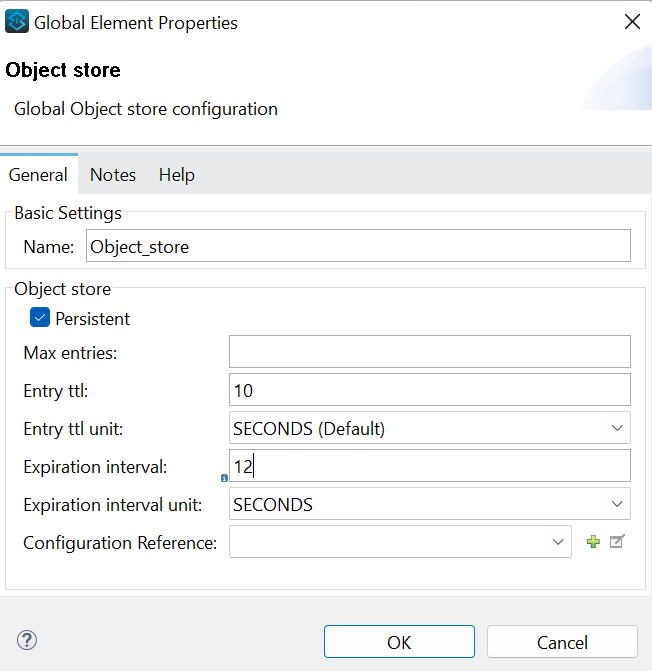 Global Element Properties
Object store
Global Object store configuration
General Notes Help
Basic Settings
Name: Object_store
Object store
Persistent
Max entries:
Entry ttl: 10
Entry ttl unit: SECONDS (Default)
Expiration interval: 12
Expiration interval unit: SECONDS
Configuration Reference:
OK Cancel